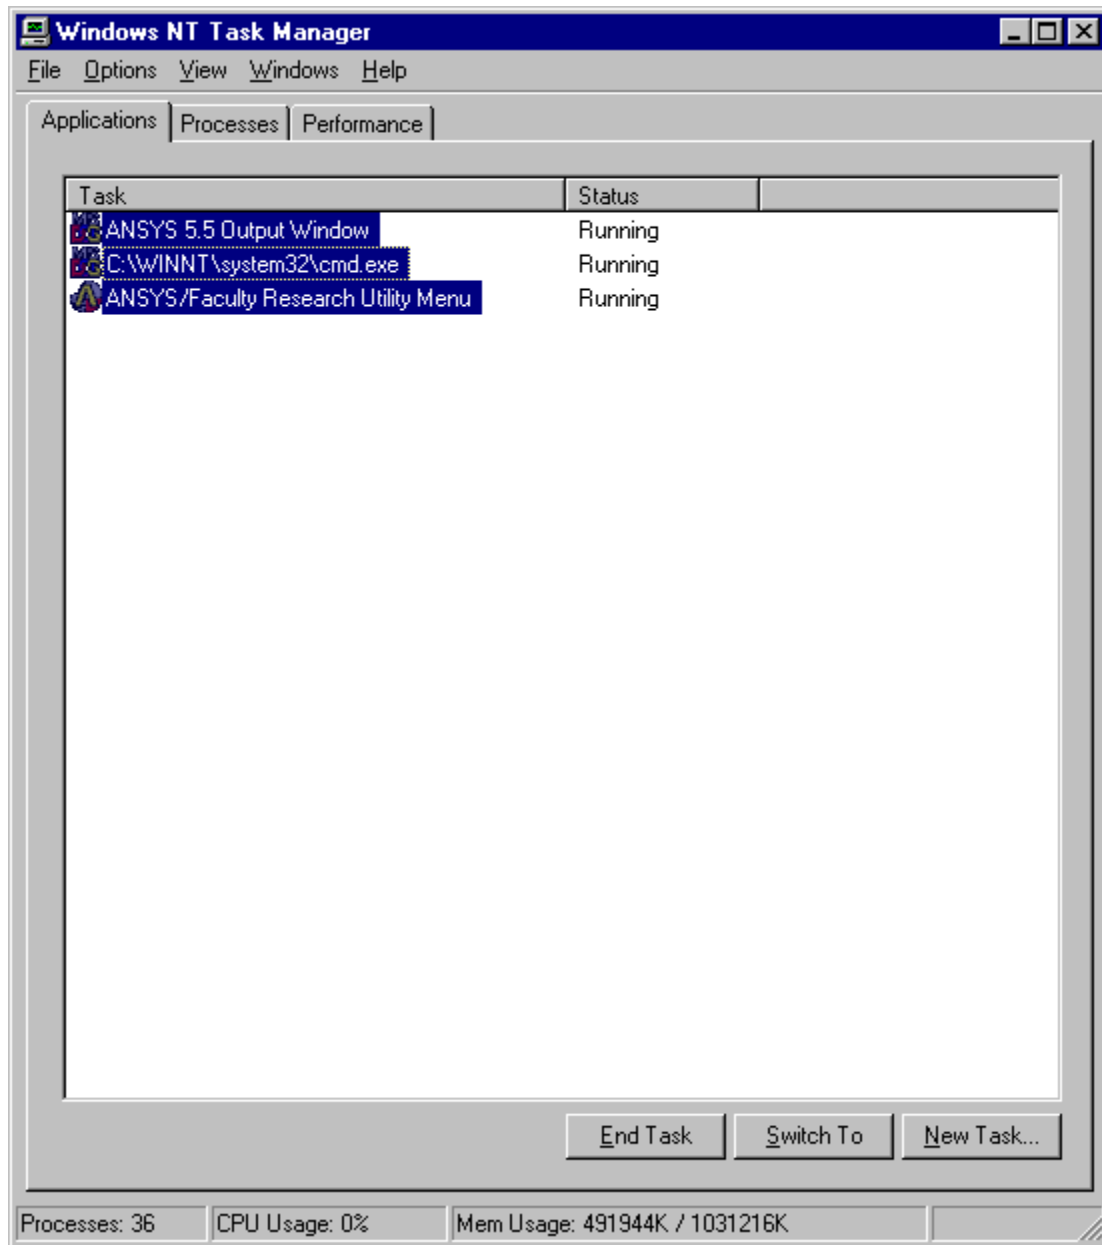 Windows NT Task Manager
File Options View Windows Help
Applications Processes Performance
Task Status
ANSYS 5.5 Output Window Running
C:\WINNT\system32\cmd.exe Running
ANSYS/Faculty Research Utility Menu Running
End Task Switch To New Task...
Processes: 36 CPU Usage: 0% Mem Usage: 491944K / 1031216K